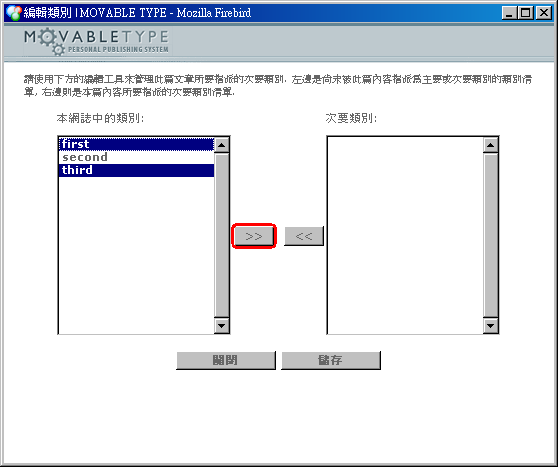 編輯類別 | MOVABLE TYPE - Mozilla Firebird
MOVABLETYPE
PERSONAL PUBLISHING SYSTEM
請使用下方的編輯工具來管理此篇文章所要指派的次要類別. 左邊是尚未被此篇內容指派為主要或次要類別的類別清
單, 右邊則是本篇內容所要指派的次要類別清單.
本網誌中的類別: 次要類別:
first
second
third
>> <<
關閉 儲存